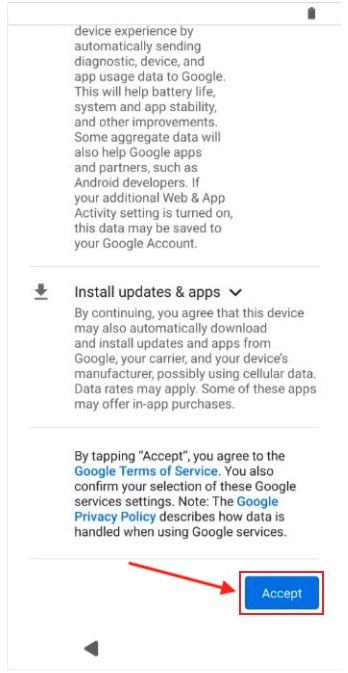 device experience by
automatically sending
diagnostic, device, and
app usage data to Google.
This will help battery life,
system and app stability,
and other improvements.
Some aggregate data will
also help Google apps
and partners, such as
Android developers. If
your additional Web & App
Activity setting is turned on,
this data may be saved to
your Google Account.
Install updates & apps
By continuing, you agree that this device
may also automatically download
and install updates and apps from
Google, your carrier, and your device's
manufacturer, possibly using cellular data.
Data rates may apply. Some of these apps
may offer in-app purchases.
By tapping “Accept”, you agree to the
Google Terms of Service. You also
confirm your selection of these Google
services settings. Note: The Google
Privacy Policy describes how data is
handled when using Google services.
Accept